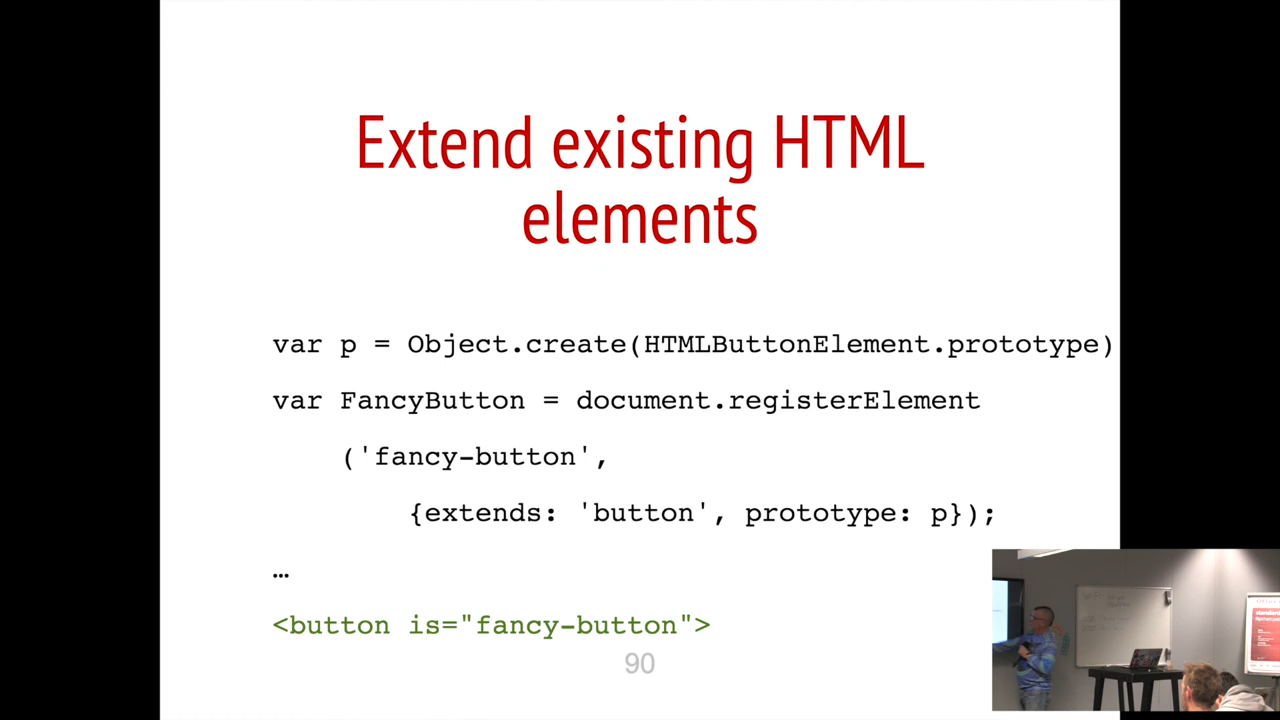 Extend existing HTML
elements
var p = Object.create(HTMLButtonElement.prototype)
var FancyButton = document.registerElement
('fancy-button',
{extends: 'button', prototype: p});
…
<button is="fancy-button">
90